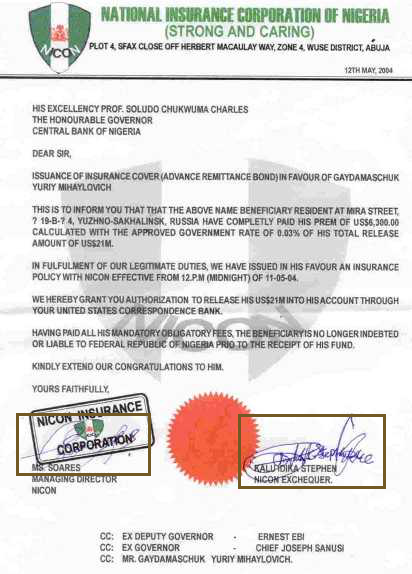 NATIONAL INSURANCE CORPORATION OF NIGERIA
(STRONG AND CARING)
PLOT 4, SFAX CLOSE OFF HERBERT MACAULAY WAY, ZONE 4, WUSE DISTRICT, ABUJA
NICON
12TH MAY, 2004
HIS EXCELLENCY PROF. SOLUDO CHUKWUMA CHARLES
THE HONOURABLE GOVERNOR
CENTRAL BANK OF NIGERIA
DEAR SIR,
ISSUANCE OF INSURANCE COVER (ADVANCE REMITTANCE BOND) IN FAVOUR OF GAYDAMASCHUK
YURIY MIHAYLOVICH
THIS IS TO INFORM YOU THAT THAT THE ABOVE NAME BENEFICIARY RESIDENT AT MIRA STREET,
? 19-B-? 4, YUZHNO-SAKHALINSK, RUSSIA HAVE COMPLETLY PAID HIS PREM OF US$6,300.00
CALCULATED WITH THE APPROVED GOVERNMENT RATE OF 0.03% OF HIS TOTAL RELEASE
AMOUNT OF US$21M.
IN FULFULMENT OF OUR LEGITIMATE DUTIES, WE HAVE ISSUED IN HIS FAVOUR AN INSURANCE
POLICY WITH NICON EFFECTIVE FROM 12.P.M (MIDNIGHT) OF 11-05-04.
WE HEREBY GRANT YOU AUTHORIZATION TO RELEASE HIS US$21M INTO HIS ACCOUNT THROUGH
YOUR UNITED STATES CORRESPONDENCE BANK.
HAVING PAID ALL HIS MANDATORY OBLIGATORY FEES, THE BENEFICIARY IS NO LONGER INDEBTED
OR LIABLE TO FEDERAL REPUBLIC OF NIGERIA PRIO TO THE RECEIPT OF HIS FUND.
NICON
KINDLY EXTEND OUR CONGRATULATIONS TO HIM.
YOURS FAITHFULLY,
NICON INSURANCE
CORPORATION
MS. SOARES
MANAGING DIRECTOR
NICON
KALU IDIKA STEPHEN
NICON EXCHEQUER.
CC: EX DEPUTY GOVERNOR - ERNEST EBI
CC: EX GOVERNOR - CHIEF JOSEPH SANUSI
CC: MR. GAYDAMASCHUK YURIY MIHAYLOVICH.